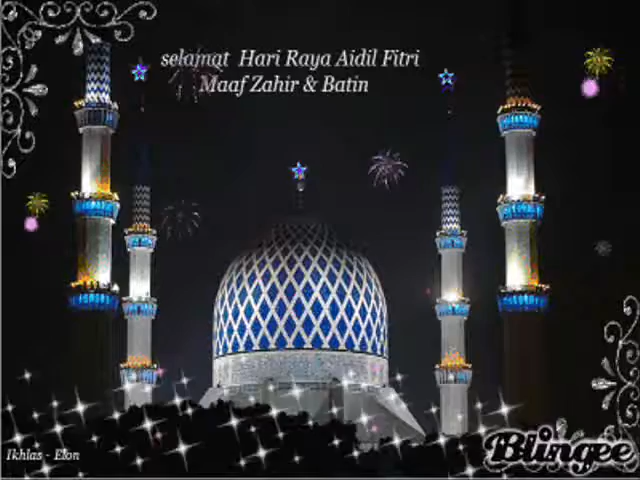 selamat Hari Raya Aidil Fitri
Maaf Zahir & Batin
Ikhlas - Elon
Blingee